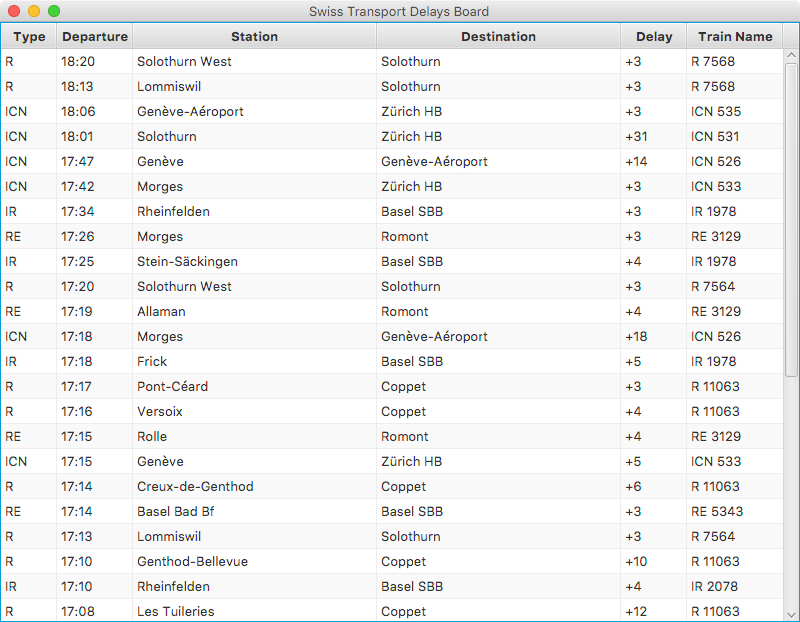 Swiss Transport Delays Board
Type Departure Station Destination Delay Train Name
R 18:20 Solothurn West Solothurn +3 R 7568
R 18:13 Lommiswil Solothurn +3 R 7568
ICN 18:06 Genève-Aéroport Zürich HB +3 ICN 535
ICN 18:01 Solothurn Zürich HB +31 ICN 531
ICN 17:47 Genève Genève-Aéroport +14 ICN 526
ICN 17:42 Morges Zürich HB +3 ICN 533
IR 17:34 Rheinfelden Basel SBB +3 IR 1978
RE 17:26 Morges Romont +3 RE 3129
IR 17:25 Stein-Säckingen Basel SBB +4 IR 1978
R 17:20 Solothurn West Solothurn +3 R 7564
RE 17:19 Allaman Romont +4 RE 3129
ICN 17:18 Morges Genève-Aéroport +18 ICN 526
IR 17:18 Frick Basel SBB +5 IR 1978
R 17:17 Pont-Céard Coppet +3 R 11063
R 17:16 Versoix Coppet +4 R 11063
RE 17:15 Rolle Romont +4 RE 3129
ICN 17:15 Genève Zürich HB +5 ICN 533
R 17:14 Creux-de-Genthod Coppet +6 R 11063
RE 17:14 Basel Bad Bf Basel SBB +3 RE 5343
R 17:13 Lommiswil Solothurn +3 R 7564
R 17:10 Genthod-Bellevue Coppet +10 R 11063
IR 17:10 Rheinfelden Basel SBB +4 IR 2078
R 17:08 Les Tuileries Coppet +12 R 11063